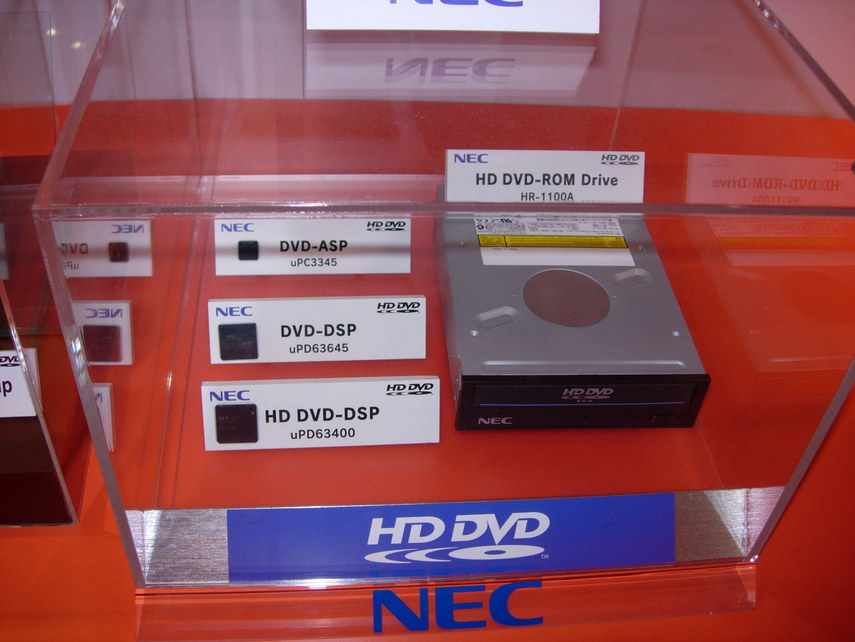 NEC
NEC HD DVD
HD DVD-ROM Drive
HR-1100A
NEC HD DVD
DVD-ASP
uPC3345
NEC HD DVD
DVD-DSP
uPD63645
NEC HD DVD
HD DVD-DSP
uPD63400
HD DVD
NEC
HD DVD™
NEC